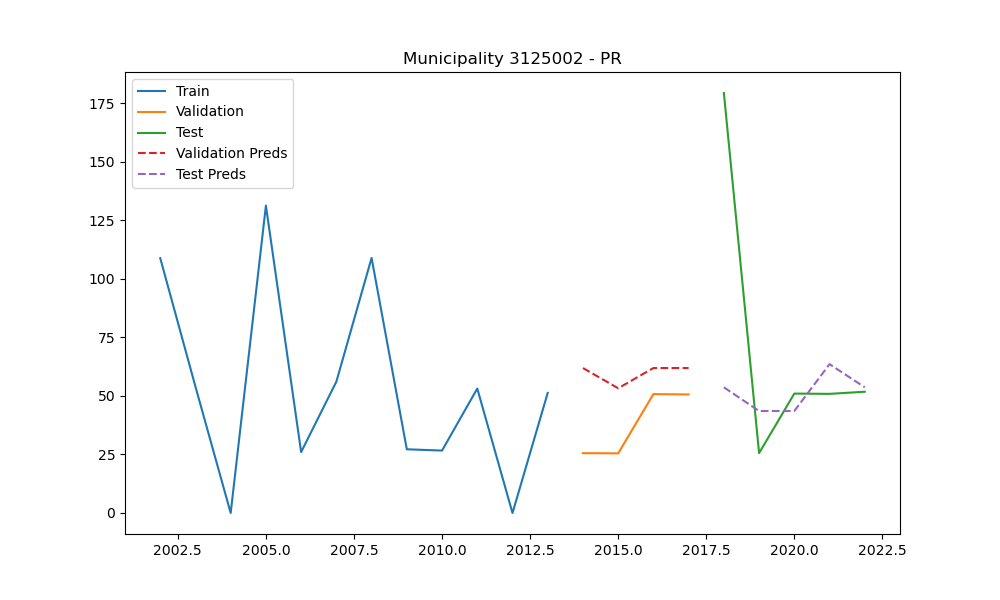 Municipality 3125002 - PR
Train
Validation
Test
Validation Preds
Test Preds
175
150
125
100
75
50
25
0
2002.5 2005.0 2007.5 2010.0 2012.5 2015.0 2017.5 2020.0 2022.5